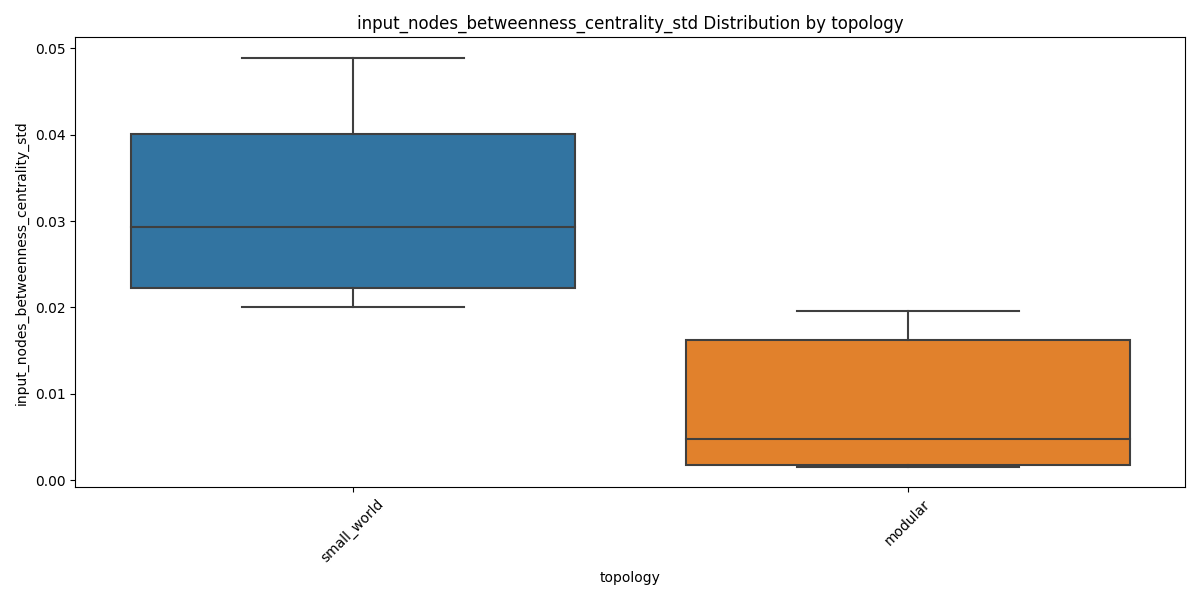 input_nodes_betweenness_centrality_std Distribution by topology
input_nodes_betweenness_centrality_std
0.05
0.04
0.03
0.02
0.01
0.00
small_world
modular
topology